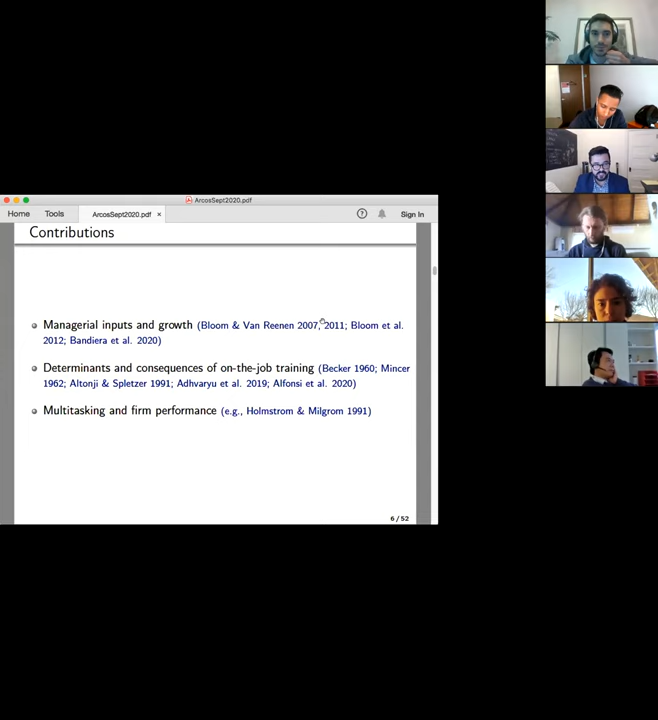 ArcosSept2020.pdf
Home Tools ArcosSept2020.pdf × Sign In
Contributions
Managerial inputs and growth (Bloom & Van Reenen 2007, 2011; Bloom et al.
2012; Bandiera et al. 2020)
Determinants and consequences of on-the-job training (Becker 1960; Mincer
1962; Altonji & Spletzer 1991; Adhvaryu et al. 2019; Alfonsi et al. 2020)
Multitasking and firm performance (e.g., Holmstrom & Milgrom 1991)
6 / 52